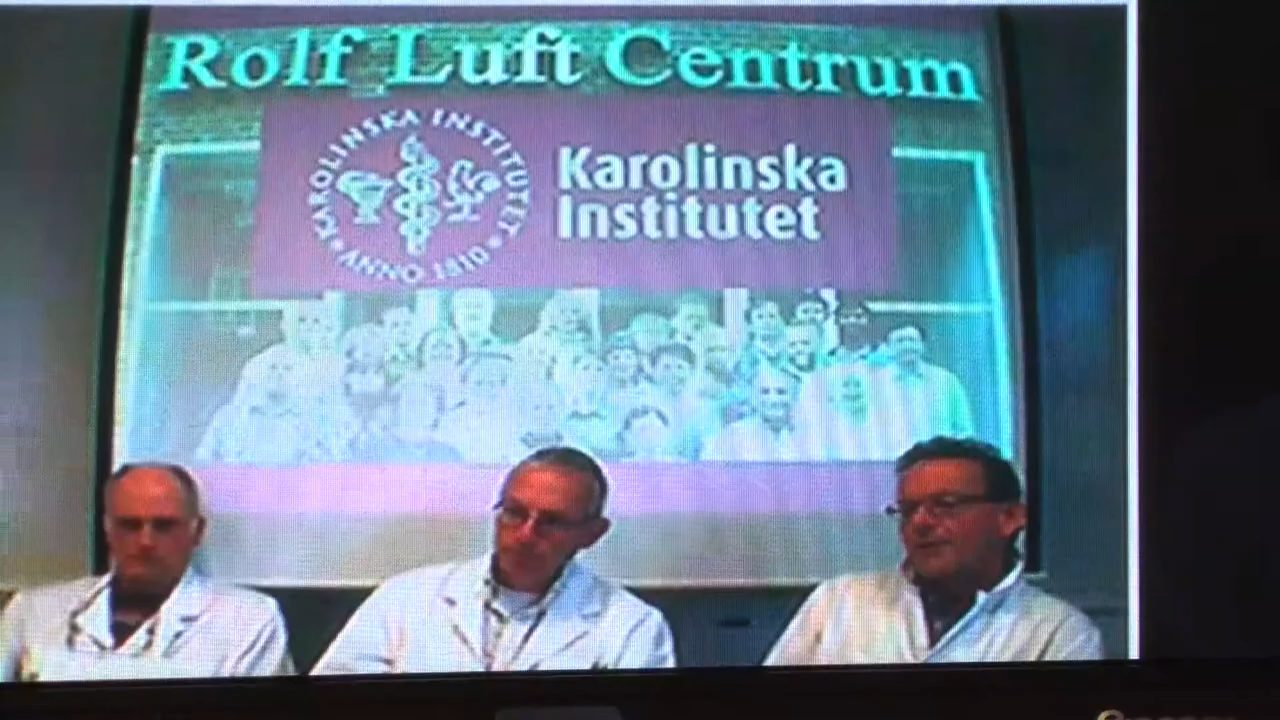 Rolf Luft Centrum
KAROLINSKA INSTITUTET
ANNO 1810
Karolinska
Institutet